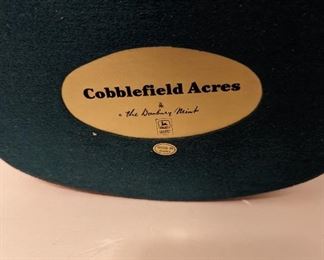 Cobblefield Acres
the Danbury Mint